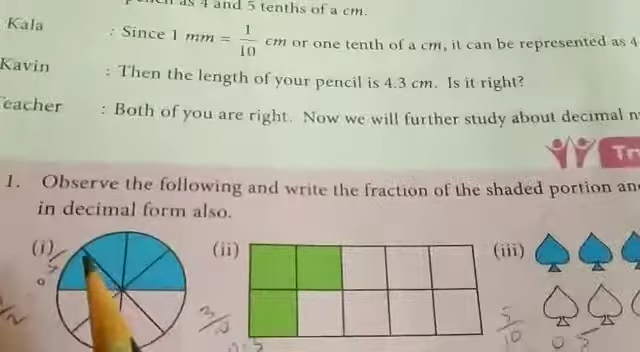 as 4 and 5 tenths of a cm.
Kala : Since 1 mm = 1/10 cm or one tenth of a cm, it can be represented as 4
Kavin : Then the length of your pencil is 4.3 cm. Is it right?
Teacher : Both of you are right. Now we will further study about decimal n
Tr
1. Observe the following and write the fraction of the shaded portion an
in decimal form also.
(i) (ii) (iii)
3/10 5/10
0 5